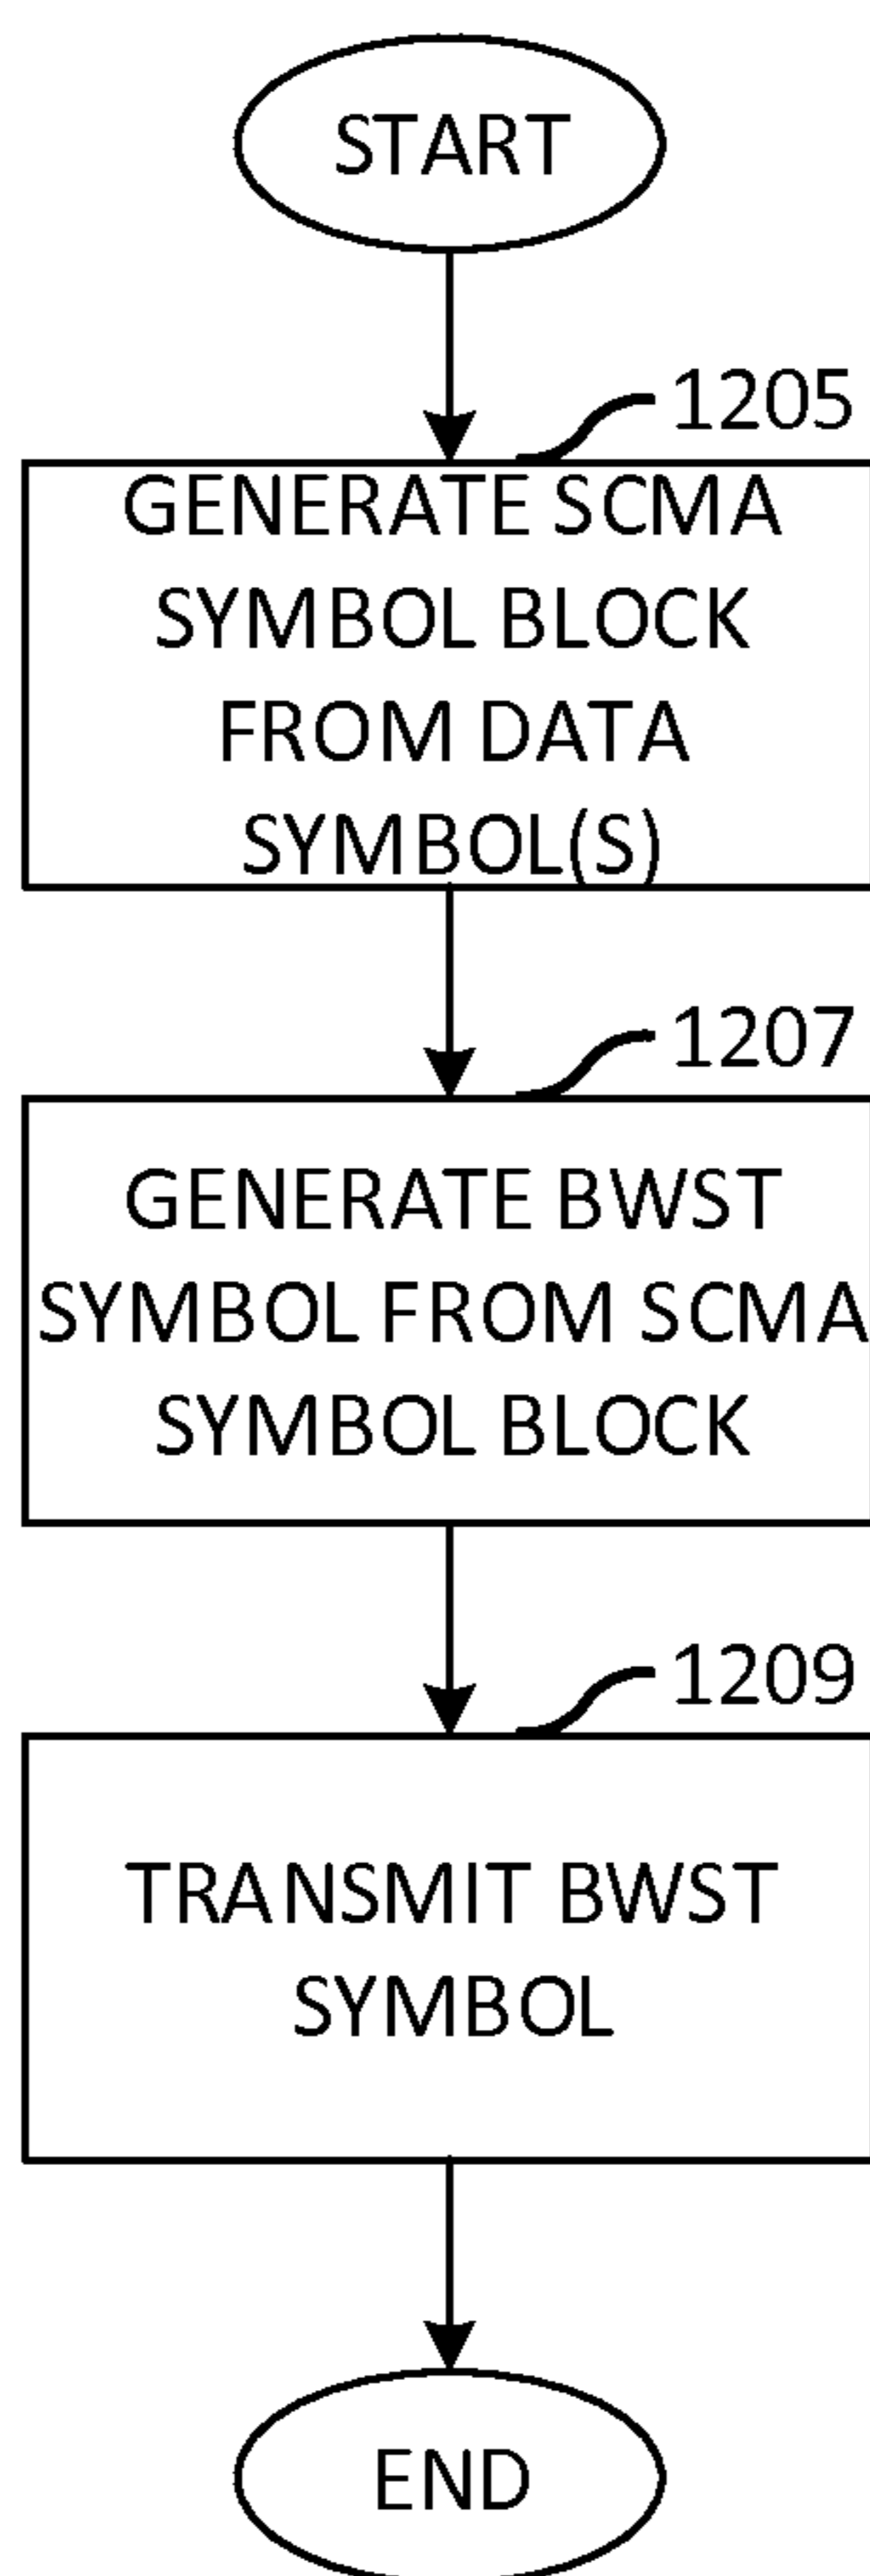 START
1205
GENERATE SCMA
SYMBOL BLOCK
FROM DATA
SYMBOL(S)
1207
GENERATE BWST
SYMBOL FROM SCMA
SYMBOL BLOCK
1209
TRANSMIT BWST
SYMBOL
END